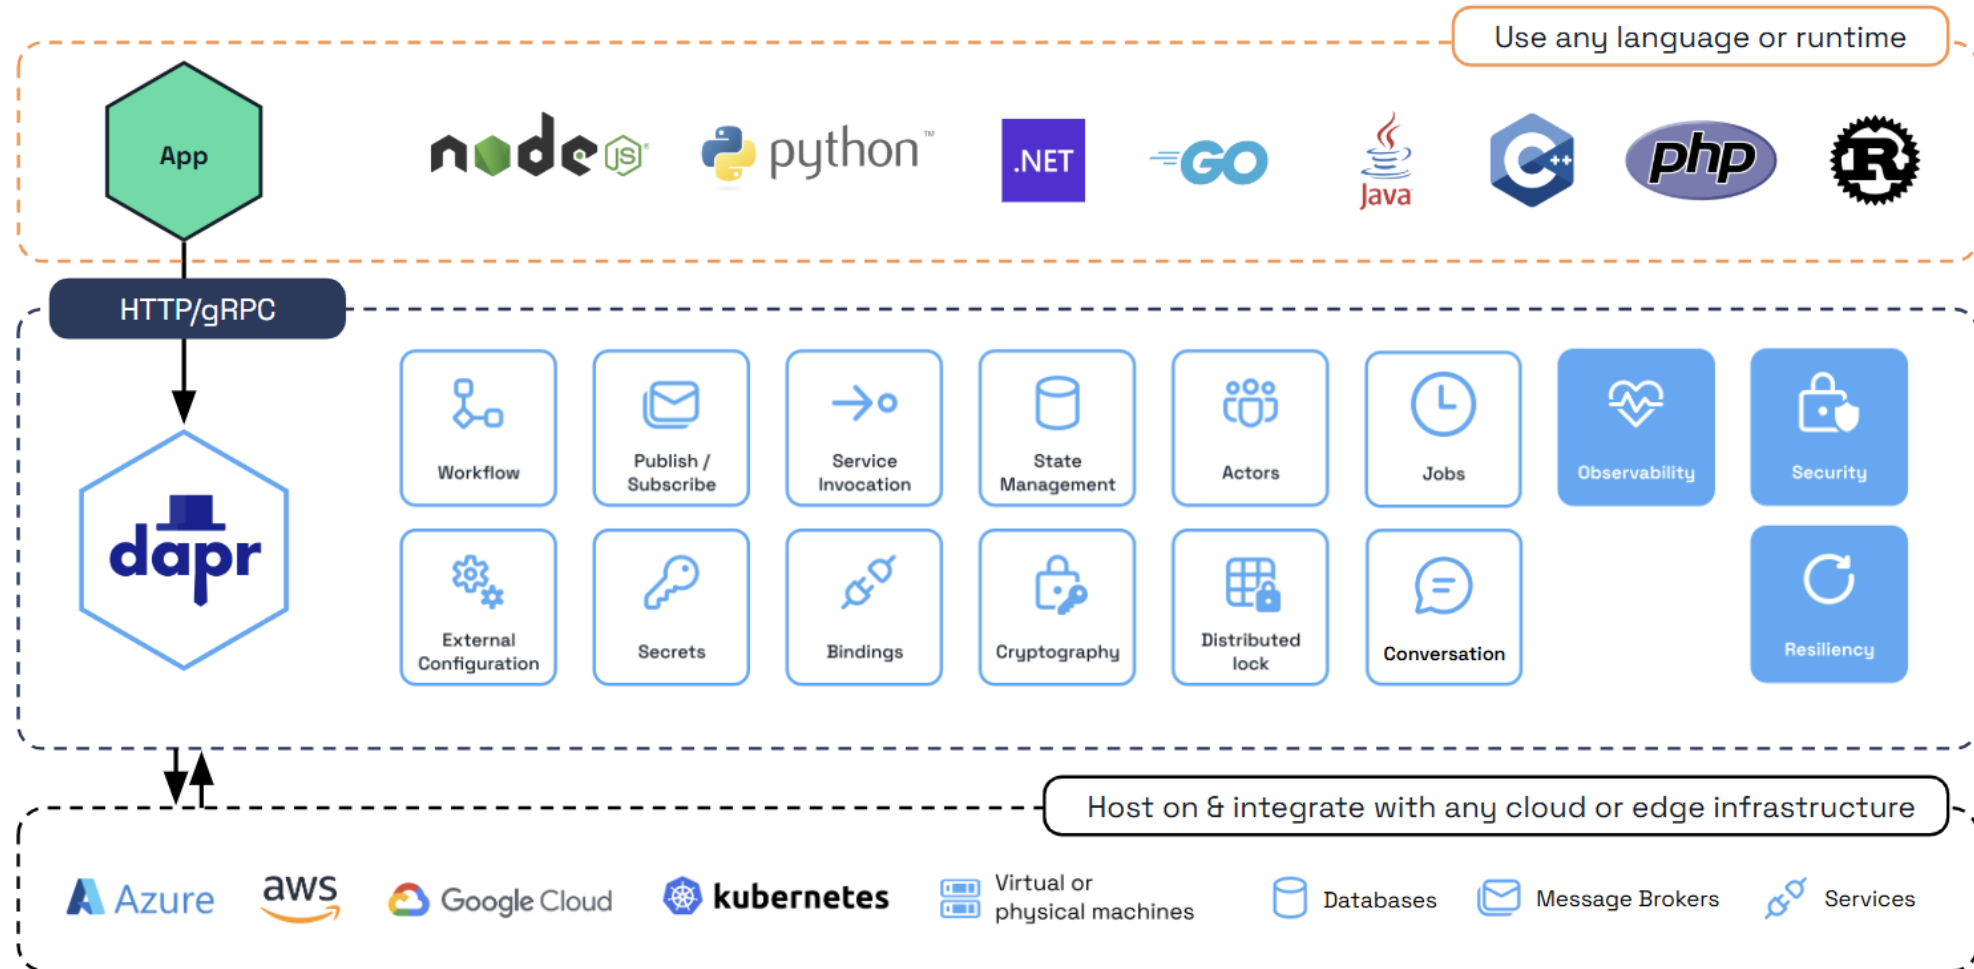 Use any language or runtime
App
node
JS
python™
.NET
GO
Java
C++
php
R
HTTP/gRPC
Workflow
Publish /
Subscribe
Service
Invocation
State
Management
Actors
Jobs
Observability
Security
dapr
External
Configuration
Secrets
Bindings
Cryptography
Distributed
lock
Conversation
Resiliency
Host on & integrate with any cloud or edge infrastructure
Azure
aws
Google Cloud
kubernetes
Virtual or
physical machines
Databases
Message Brokers
Services